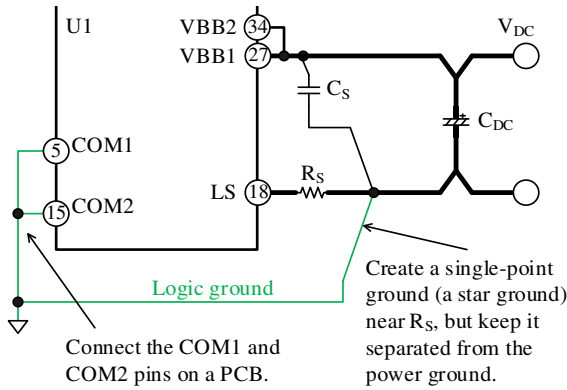 U1
VBB2
34
VDC
VBB1
27
CS
CDC
5
COM1
RS
LS
18
15
COM2
Logic ground
Create a single-point
ground (a star ground)
near RS, but keep it
separated from the
power ground.
Connect the COM1 and
COM2 pins on a PCB.